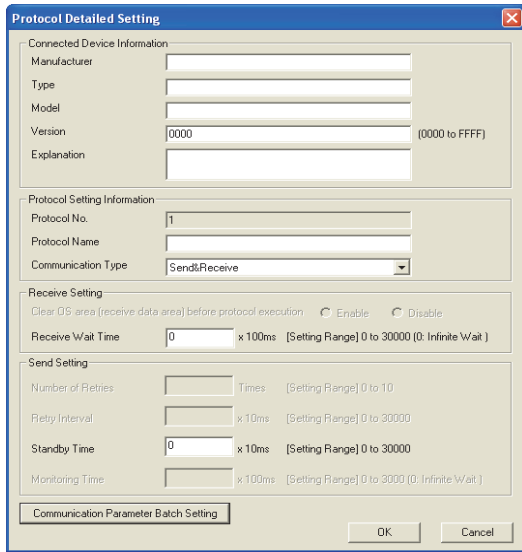 Protocol Detailed Setting
Connected Device Information
Manufacturer
Type
Model
Version 0000 (0000 to FFFF)
Explanation
Protocol Setting Information
Protocol No. 1
Protocol Name
Communication Type Send&Receive
Receive Setting
Clear OS area (receive data area) before protocol execution Enable Disable
Receive Wait Time 0 x 100ms [Setting Range] 0 to 30000 (0: Infinite Wait )
Send Setting
Number of Retries Times [Setting Range] 0 to 10
Retry Interval x 10ms [Setting Range] 0 to 30000
Standby Time 0 x 10ms [Setting Range] 0 to 30000
Monitoring Time x 100ms [Setting Range] 0 to 3000 (0: Infinite Wait )
Communication Parameter Batch Setting
OK Cancel